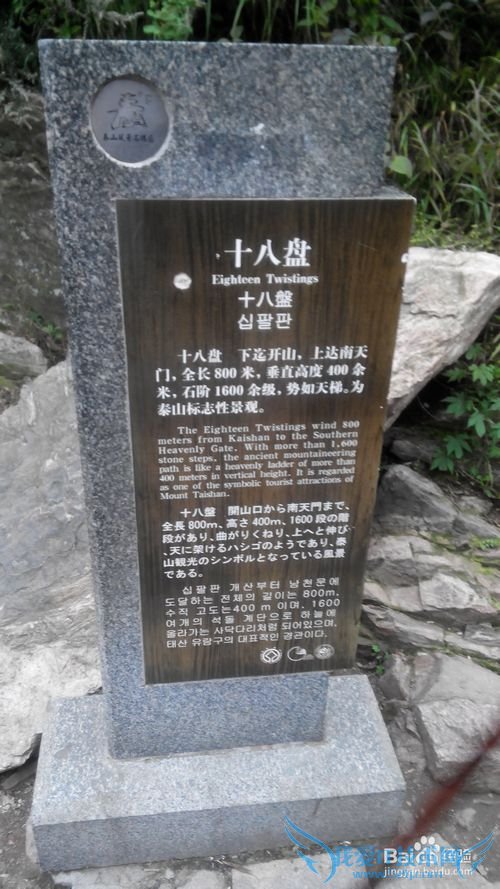 十八盘
Eighteen Twistings
十八盤
십팔판
十八盘 下迄开山，上达南天
门，全长800米，垂直高度400余
米，石阶1600余级，势如天梯。为
泰山标志性景观。
The Eighteen Twistings wind 800
meters from Kaishan to the Southern
Heavenly Gate. With more than 1,600
stone steps, the ancient mountaineering
path is like a heavenly ladder of more than
400 meters in vertical height. It is regarded
as one of the symbolic tourist attractions of
Mount Taishan.
十八盤 開山口から南天門まで、
全長800m、高さ400m、1600段の階
段があり、曲がりくねり、上へと伸び、
天に架けるハシゴのようであり、泰
山観光のシンボルとなっている風景
である。
십팔판 개산부터 남천문에
도달하는 전체의 길이는 800m,
수직 고도는400 m 이며, 1600
여개의 석돌 계단으로 하늘에
올라가는 사닥다리처럼 되어있으며,
태산 유람구의 대표적인 경관이다.
Baidu经验
jingyan.baidu.com